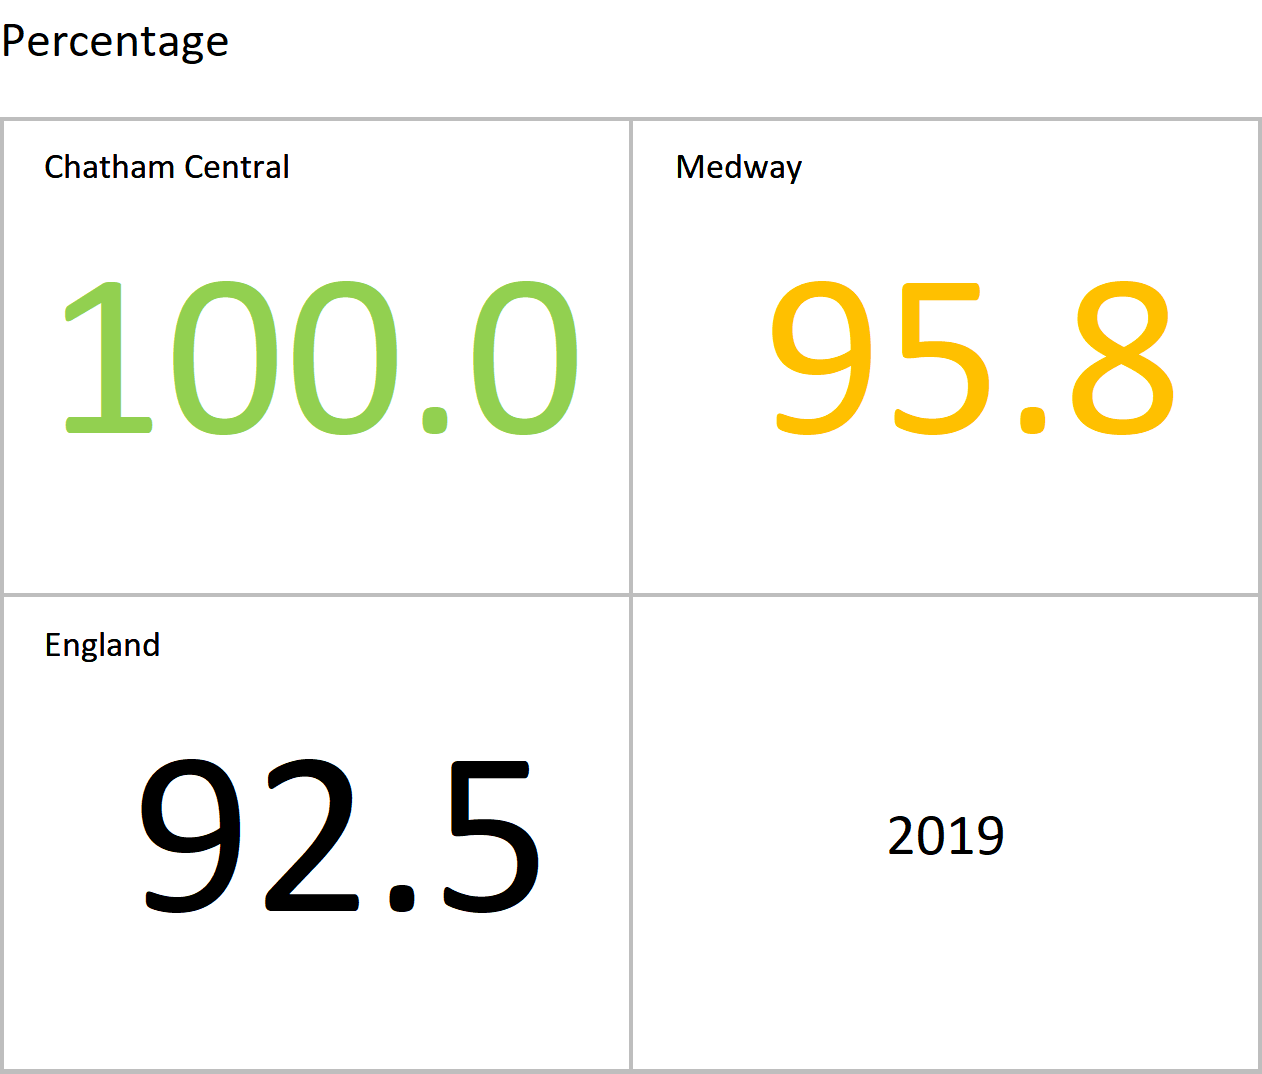 Percentage
Chatham Central
Medway
100.0
95.8
England
92.5
2019